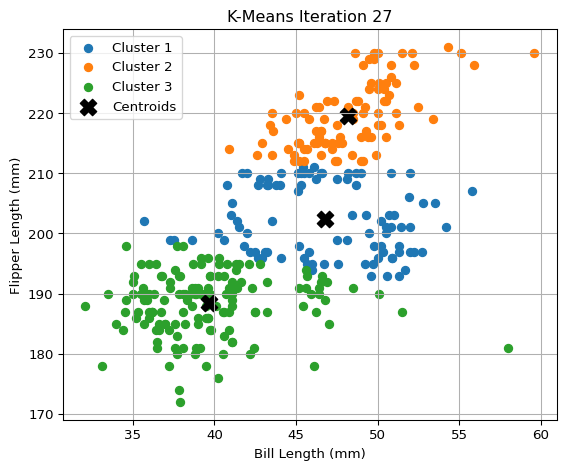 K-Means Iteration 27
Cluster 1
Cluster 2
Cluster 3
Centroids
Flipper Length (mm)
230
220
210
200
190
180
170
35 40 45 50 55 60
Bill Length (mm)